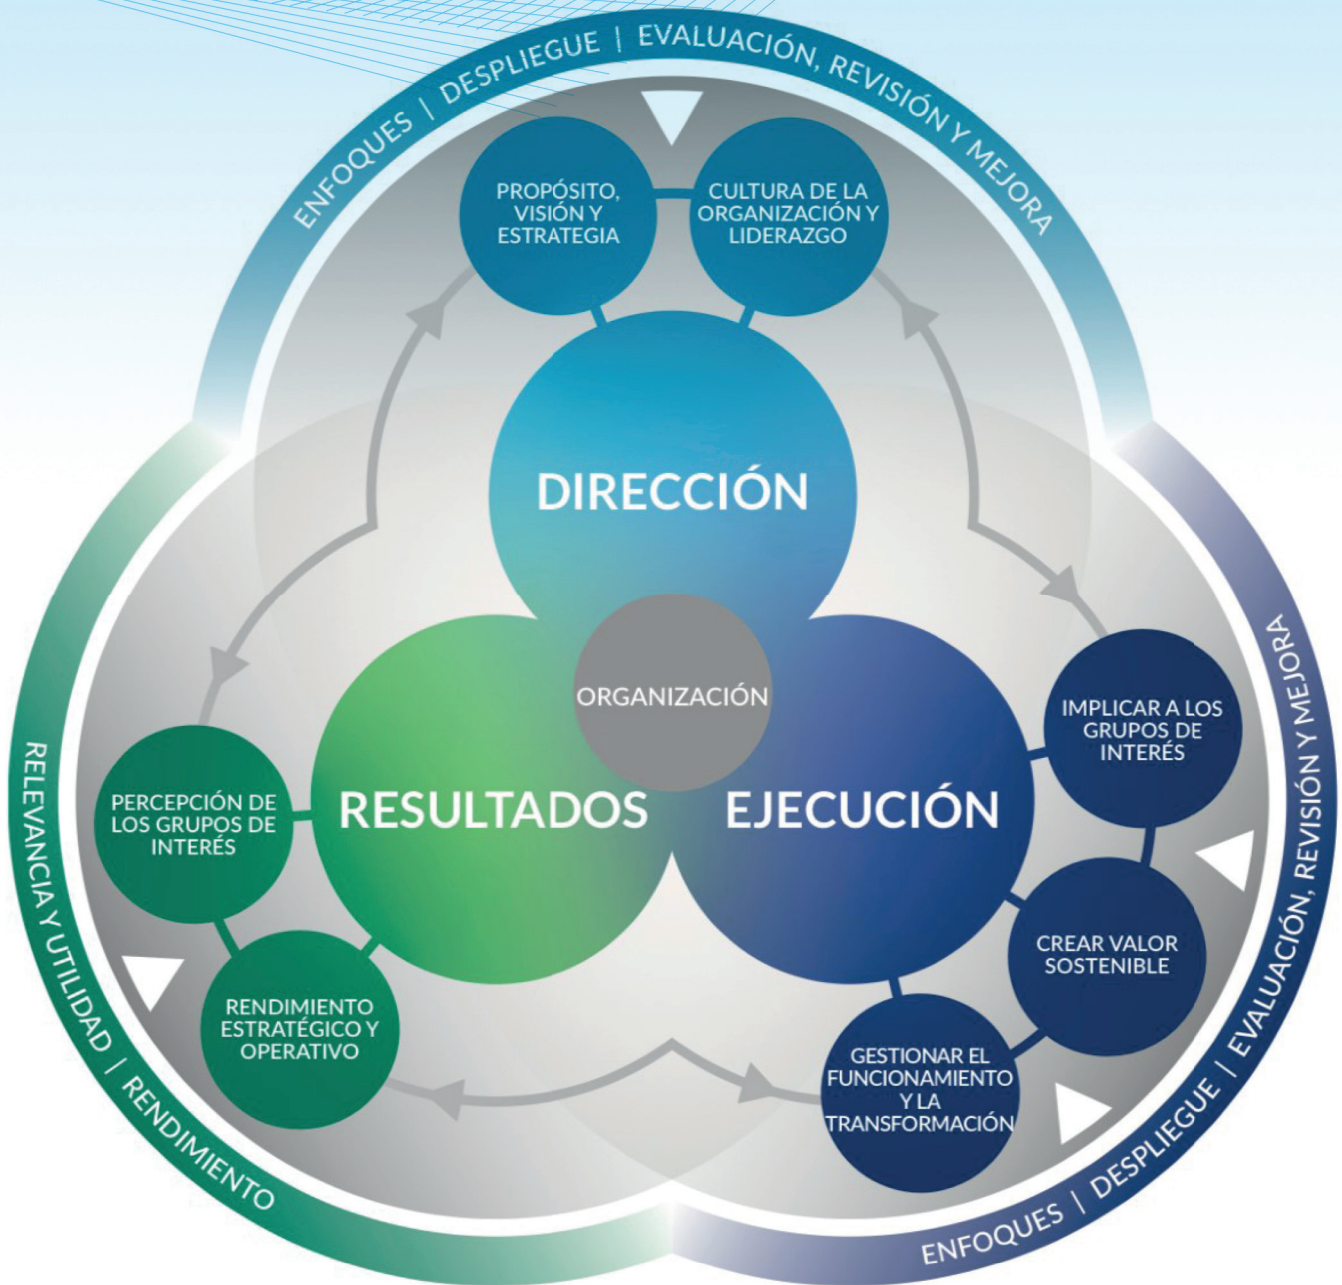 ENFOQUES | DESPLIEGUE | EVALUACIÓN, REVISIÓN Y MEJORA
PROPÓSITO,
VISIÓN Y
ESTRATEGIA
CULTURA DE LA
ORGANIZACIÓN Y
LIDERAZGO
DIRECCIÓN
ORGANIZACIÓN
RESULTADOS
EJECUCIÓN
IMPLICAR A LOS
GRUPOS DE
INTERÉS
CREAR VALOR
SOSTENIBLE
GESTIONAR EL
FUNCIONAMIENTO
Y LA
TRANSFORMACIÓN
PERCEPCIÓN DE
LOS GRUPOS DE
INTERÉS
RENDIMIENTO
ESTRATÉGICO Y
OPERATIVO
RELEVANCIA Y UTILIDAD | RENDIMIENTO
ENFOQUES | DESPLIEGUE | EVALUACIÓN, REVISIÓN Y MEJORA